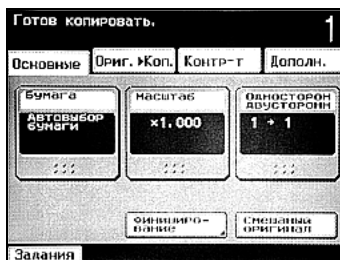 Готов копировать.
1
Основные
Ориг. ▶Коп.
Контр-т
Дополн.
Бумага
Масштаб
Односторон
двусторонн
Автовыбор
бумаги
×1.000
1 → 1
Финиширо-
вание
Смешаный
оригинал
Задания